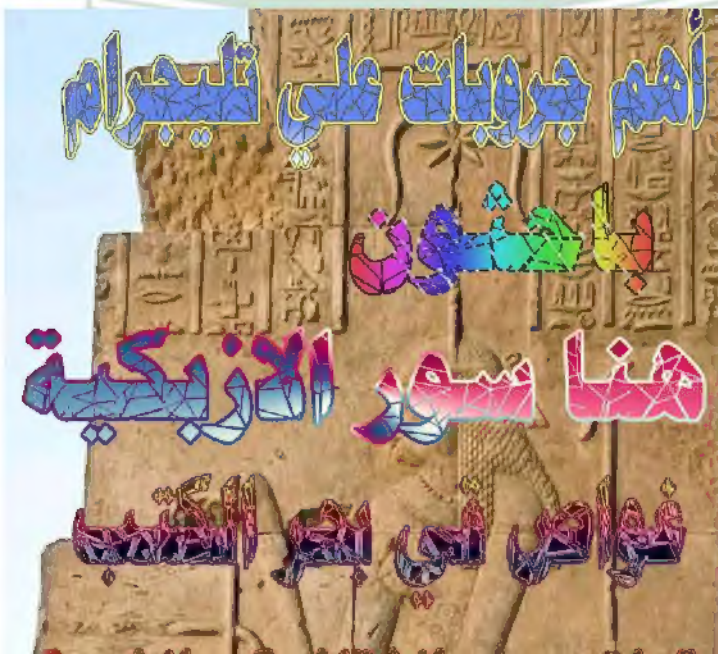 أهم جروبات علي تليجرام
باحثون
هنا سور الازبكية
غواص في بحر الكتب